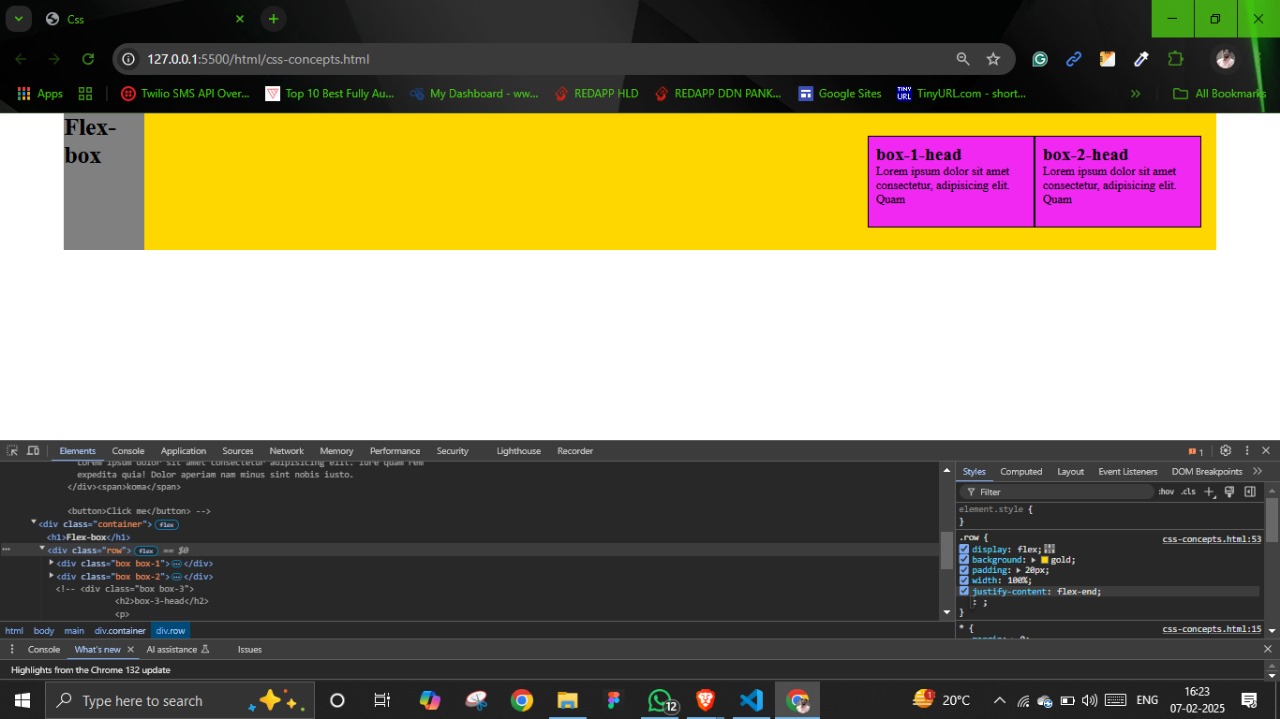 Css
127.0.0.1:5500/html/css-concepts.html
Apps
Twilio SMS API Over...
Top 10 Best Fully Au...
My Dashboard - ww...
REDAPP HLD
REDAPP DDN PANK...
Google Sites
TINY URL
TinyURL.com - short...
All Bookmarks
Flex-
box
box-1-head
Lorem ipsum dolor sit amet
consectetur, adipisicing elit.
Quam
box-2-head
Lorem ipsum dolor sit amet
consectetur, adipisicing elit.
Quam
Elements Console Application Sources Network Memory Performance Security Lighthouse Recorder 1
Lorem ipsum dolor sit amet consectetur adipisicing elit. Iure quam rem
expedita quia! Dolor aperiam nam minus sint nobis iusto.
</div><span>koma</span>
<button>Click me</button> -->
<div class="container"> flex
<h1>Flex-box</h1>
<div class="row"> flex == $0
<div class="box box-1">…</div>
<div class="box box-2">…</div>
<!-- <div class="box box-3">
<h2>box-3-head</h2>
<p>
html body main div.container div.row
Styles Computed Layout Event Listeners DOM Breakpoints
Filter :hov .cls
element.style {
}
.row { css-concepts.html:53
display: flex;
background: gold;
padding: 20px;
width: 100%;
justify-content: flex-end;
: ;
}
* { css-concepts.html:15
Console What's new AI assistance Issues
Highlights from the Chrome 132 update
Type here to search
12
1
20°C
ENG
16:23
07-02-2025